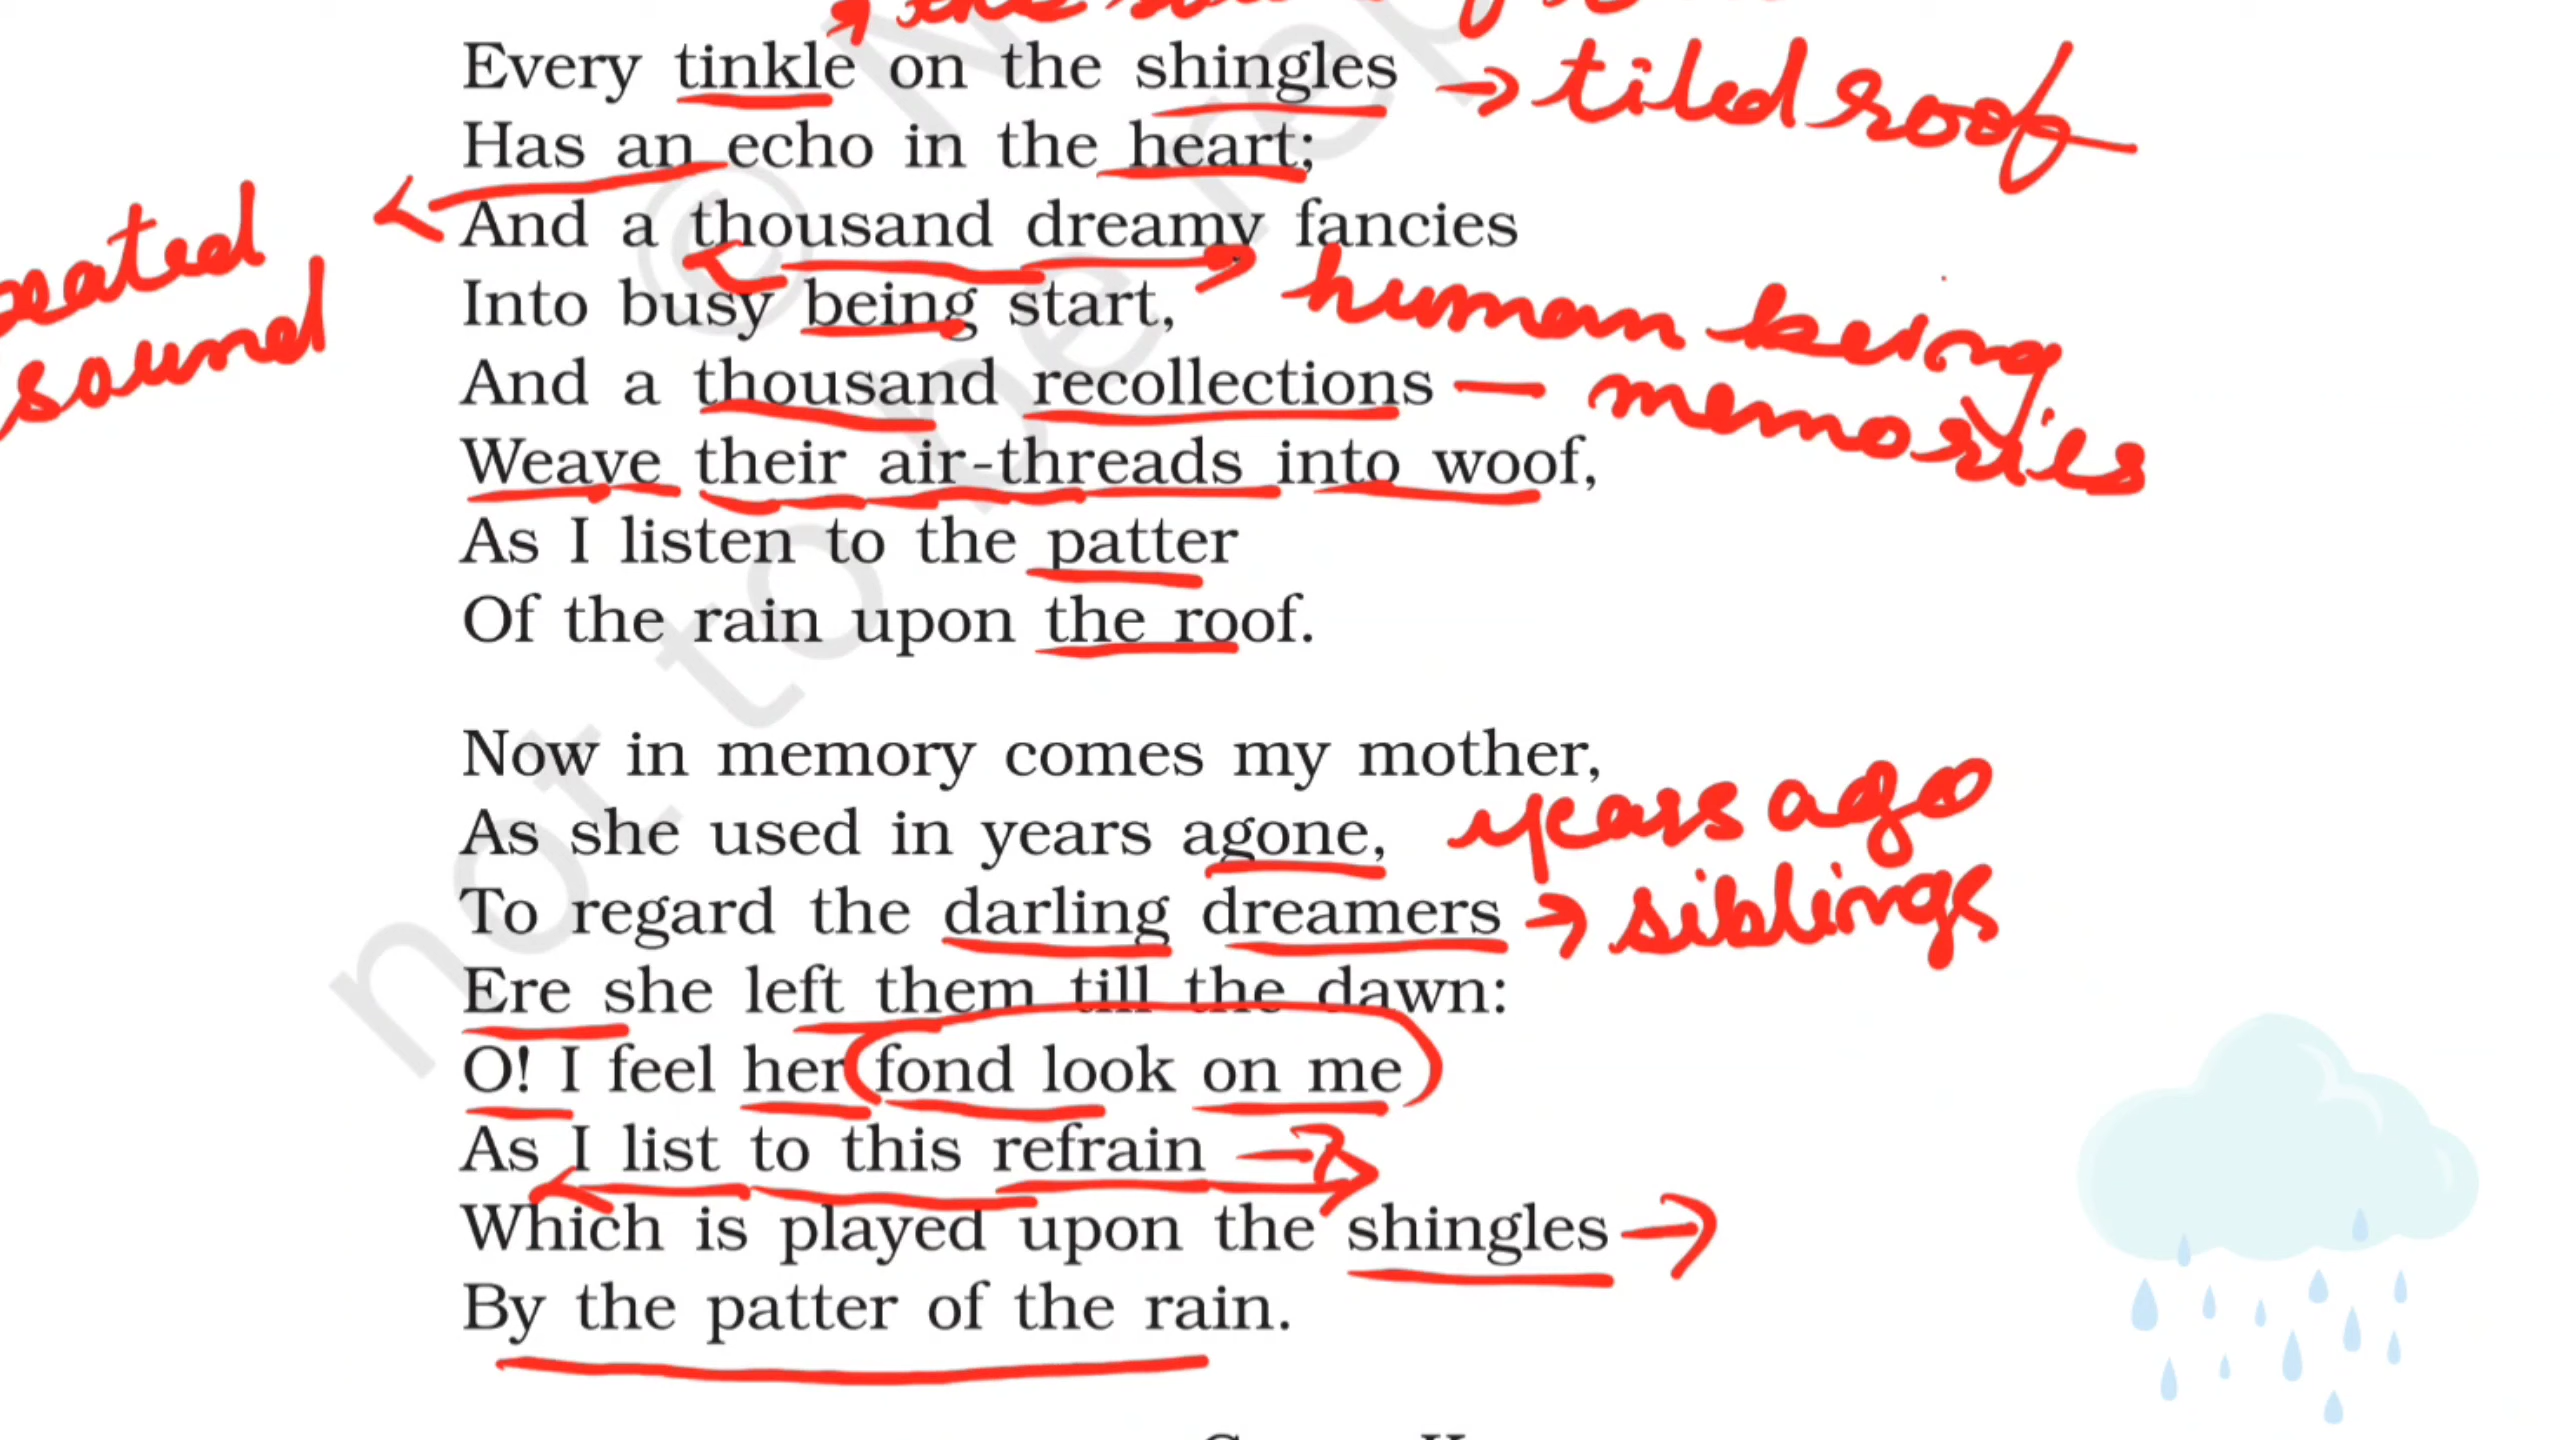 Every tinkle on the shingles → tiled roof
Has an echo in the heart;
And a thousand dreamy fancies
sound
Into busy being start, human being
And a thousand recollections — memories
Weave their air-threads into woof,
As I listen to the patter
Of the rain upon the roof.
Now in memory comes my mother,
As she used in years agone, years ago
To regard the darling dreamers → siblings
Ere she left them till the dawn:
O! I feel her fond look on me
As I list to this refrain →
Which is played upon the shingles →
By the patter of the rain.
not to be